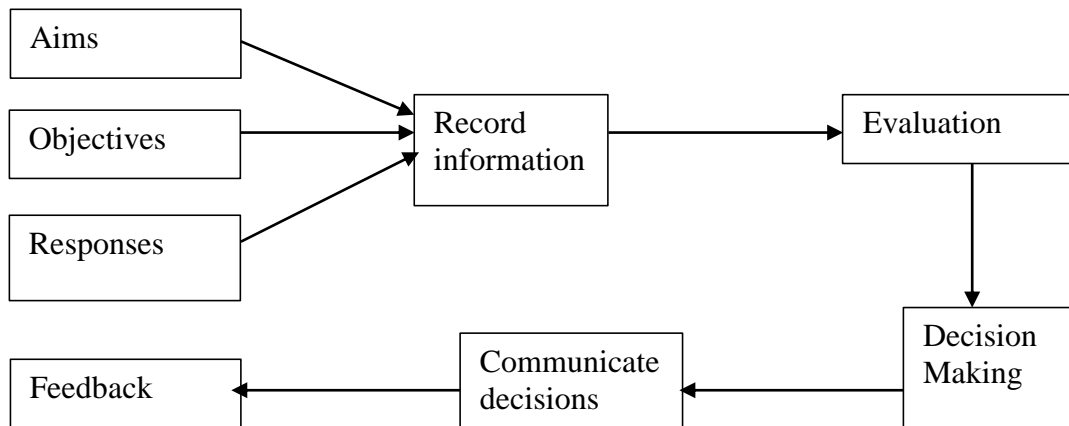 Aims
Objectives
Responses
Record
information
Evaluation
Decision
Making
Communicate
decisions
Feedback